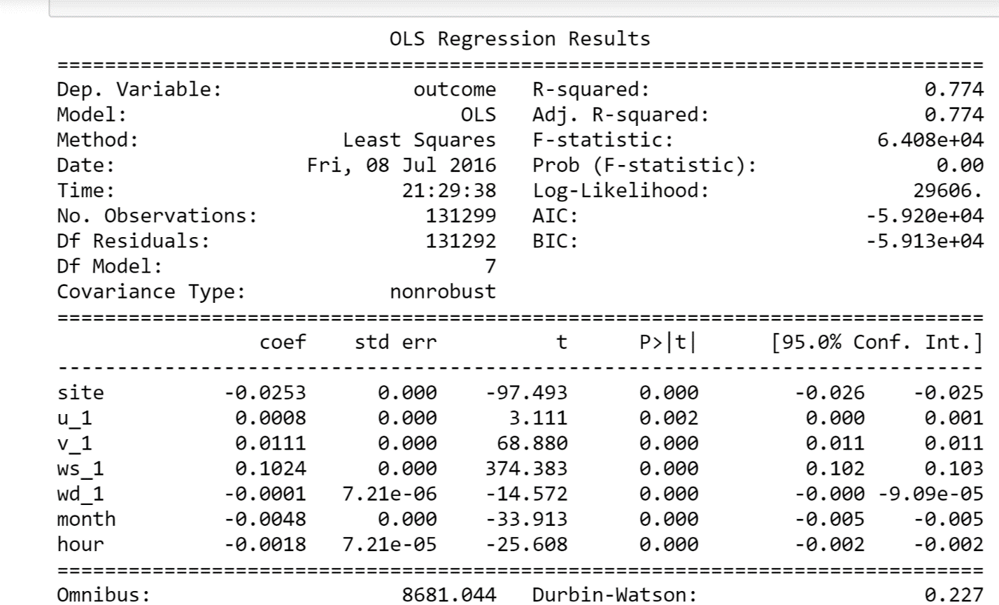 OLS Regression Results
==============================================================================
Dep. Variable:                outcome   R-squared:                       0.774
Model:                            OLS   Adj. R-squared:                  0.774
Method:                 Least Squares   F-statistic:                 6.408e+04
Date:                Fri, 08 Jul 2016   Prob (F-statistic):               0.00
Time:                        21:29:38   Log-Likelihood:                 29606.
No. Observations:              131299   AIC:                        -5.920e+04
Df Residuals:                  131292   BIC:                        -5.913e+04
Df Model:                           7
Covariance Type:            nonrobust
==============================================================================
                 coef    std err          t      P>|t|      [95.0% Conf. Int.]
------------------------------------------------------------------------------
site          -0.0253      0.000    -97.493      0.000        -0.026    -0.025
u_1            0.0008      0.000      3.111      0.002         0.000     0.001
v_1            0.0111      0.000     68.880      0.000         0.011     0.011
ws_1           0.1024      0.000    374.383      0.000         0.102     0.103
wd_1          -0.0001   7.21e-06    -14.572      0.000        -0.000 -9.09e-05
month         -0.0048      0.000    -33.913      0.000        -0.005    -0.005
hour          -0.0018   7.21e-05    -25.608      0.000        -0.002    -0.002
==============================================================================
Omnibus:                     8681.044   Durbin-Watson:                   0.227